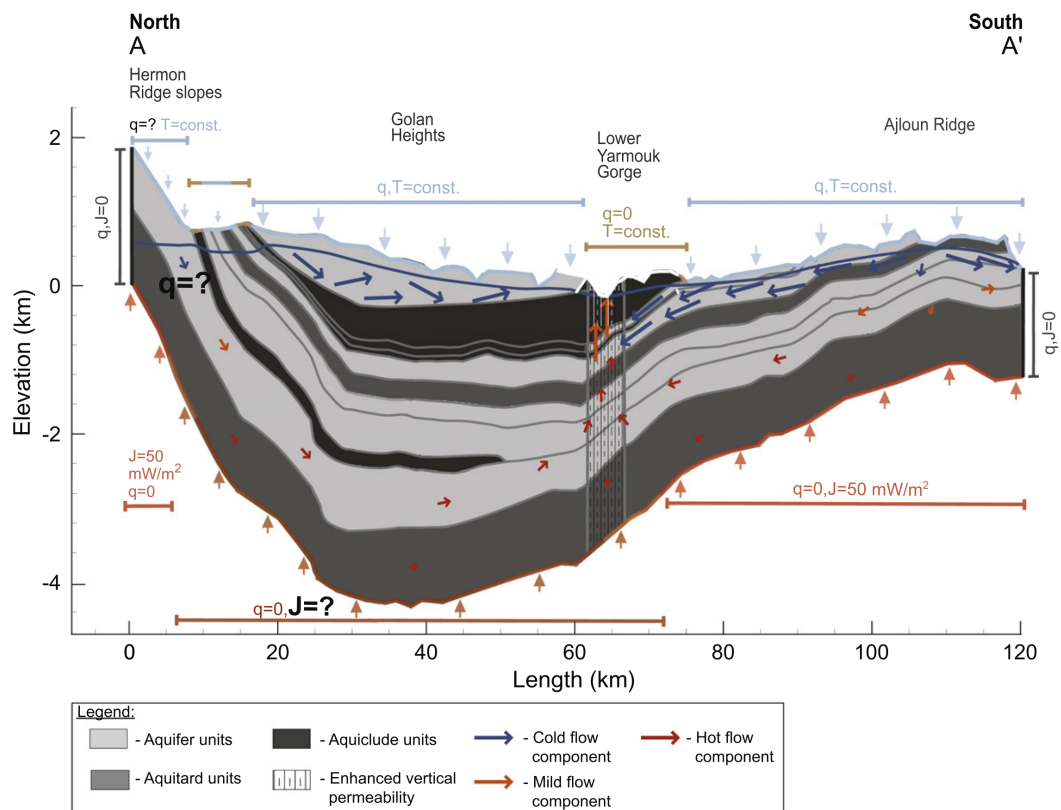 North
A
South
A'
Hermon
Ridge slopes
q=? T=const.
Golan
Heights
Lower
Yarmouk
Gorge
Ajloun Ridge
q,T=const.
q=0
T=const.
q,T=const.
q,J=0
q=?
q,J=0
J=50
mW/m²
q=0
q=0,J=50 mW/m²
q=0,J=?
Elevation (km)
2
0
-2
-4
0
20
40
60
80
100
120
Length (km)
Legend:
- Aquifer units
- Aquiclude units
- Cold flow
component
- Hot flow
component
- Aquitard units
- Enhanced vertical
permeability
- Mild flow
component